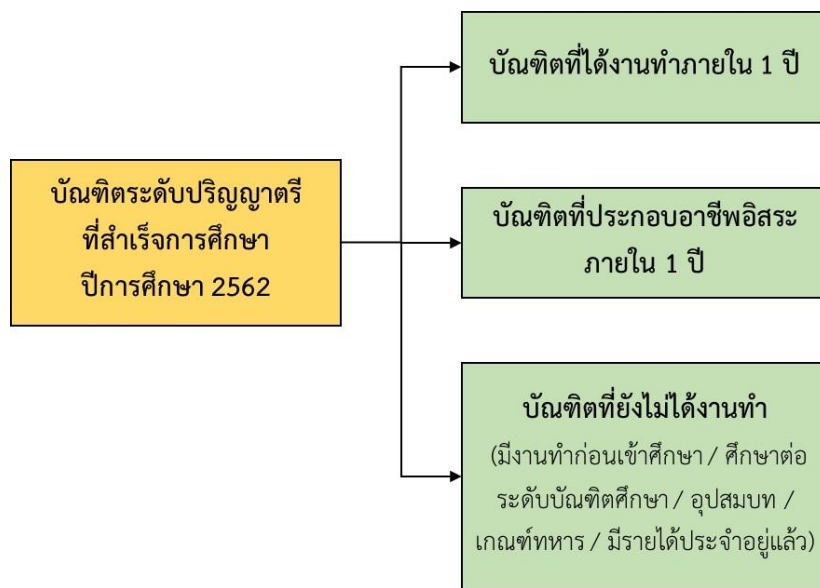 บัณฑิตที่ได้งานทำภายใน 1 ปี
บัณฑิตระดับปริญญาตรี
ที่สำเร็จการศึกษา
ปีการศึกษา 2562
บัณฑิตที่ประกอบอาชีพอิสระ
ภายใน 1 ปี
บัณฑิตที่ยังไม่ได้งานทำ
(มีงานทำก่อนเข้าศึกษา / ศึกษาต่อ
ระดับบัณฑิตศึกษา / อุปสมบท /
เกณฑ์ทหาร / มีรายได้ประจำอยู่แล้ว)